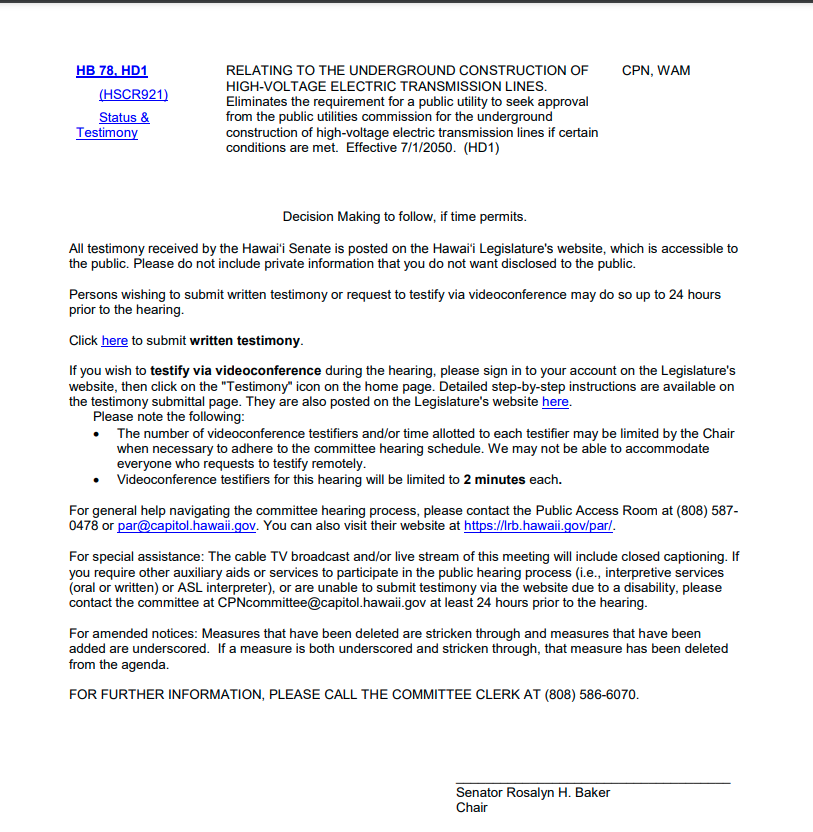 HB 78, HD1
(HSCR921)
Status &
Testimony
RELATING TO THE UNDERGROUND CONSTRUCTION OF
HIGH-VOLTAGE ELECTRIC TRANSMISSION LINES.
Eliminates the requirement for a public utility to seek approval
from the public utilities commission for the underground
construction of high-voltage electric transmission lines if certain
conditions are met.  Effective 7/1/2050.  (HD1)
CPN, WAM
Decision Making to follow, if time permits.
All testimony received by the Hawai‘i Senate is posted on the Hawai‘i Legislature's website, which is accessible to
the public. Please do not include private information that you do not want disclosed to the public.
Persons wishing to submit written testimony or request to testify via videoconference may do so up to 24 hours
prior to the hearing.
Click here to submit written testimony.
If you wish to testify via videoconference during the hearing, please sign in to your account on the Legislature's
website, then click on the "Testimony" icon on the home page. Detailed step-by-step instructions are available on
the testimony submittal page. They are also posted on the Legislature's website here.
Please note the following:
• The number of videoconference testifiers and/or time allotted to each testifier may be limited by the Chair
when necessary to adhere to the committee hearing schedule. We may not be able to accommodate
everyone who requests to testify remotely.
• Videoconference testifiers for this hearing will be limited to 2 minutes each.
For general help navigating the committee hearing process, please contact the Public Access Room at (808) 587-
0478 or par@capitol.hawaii.gov. You can also visit their website at https://lrb.hawaii.gov/par/.
For special assistance: The cable TV broadcast and/or live stream of this meeting will include closed captioning. If
you require other auxiliary aids or services to participate in the public hearing process (i.e., interpretive services
(oral or written) or ASL interpreter), or are unable to submit testimony via the website due to a disability, please
contact the committee at CPNcommittee@capitol.hawaii.gov at least 24 hours prior to the hearing.
For amended notices: Measures that have been deleted are stricken through and measures that have been
added are underscored.  If a measure is both underscored and stricken through, that measure has been deleted
from the agenda.
FOR FURTHER INFORMATION, PLEASE CALL THE COMMITTEE CLERK AT (808) 586-6070.
Senator Rosalyn H. Baker
Chair